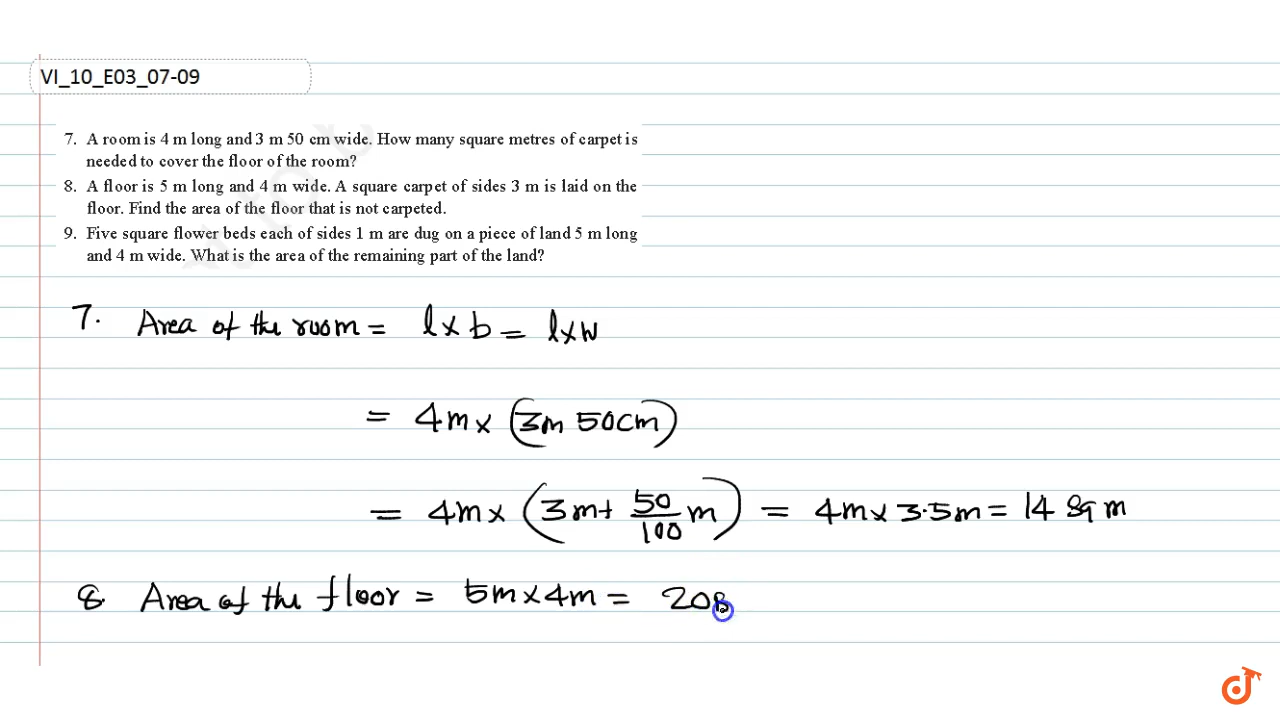 VI_10_E03_07-09
7. A room is 4 m long and 3 m 50 cm wide. How many square metres of carpet is
needed to cover the floor of the room?
8. A floor is 5 m long and 4 m wide. A square carpet of sides 3 m is laid on the
floor. Find the area of the floor that is not carpeted.
9. Five square flower beds each of sides 1 m are dug on a piece of land 5 m long
and 4 m wide. What is the area of the remaining part of the land?
7. Area of the room = l x b = l x w
= 4m x (3m 50cm)
= 4m x (3m + 50/100 m) = 4m x 3.5m = 14 sq m
8. Area of the floor = 5m x 4m = 20